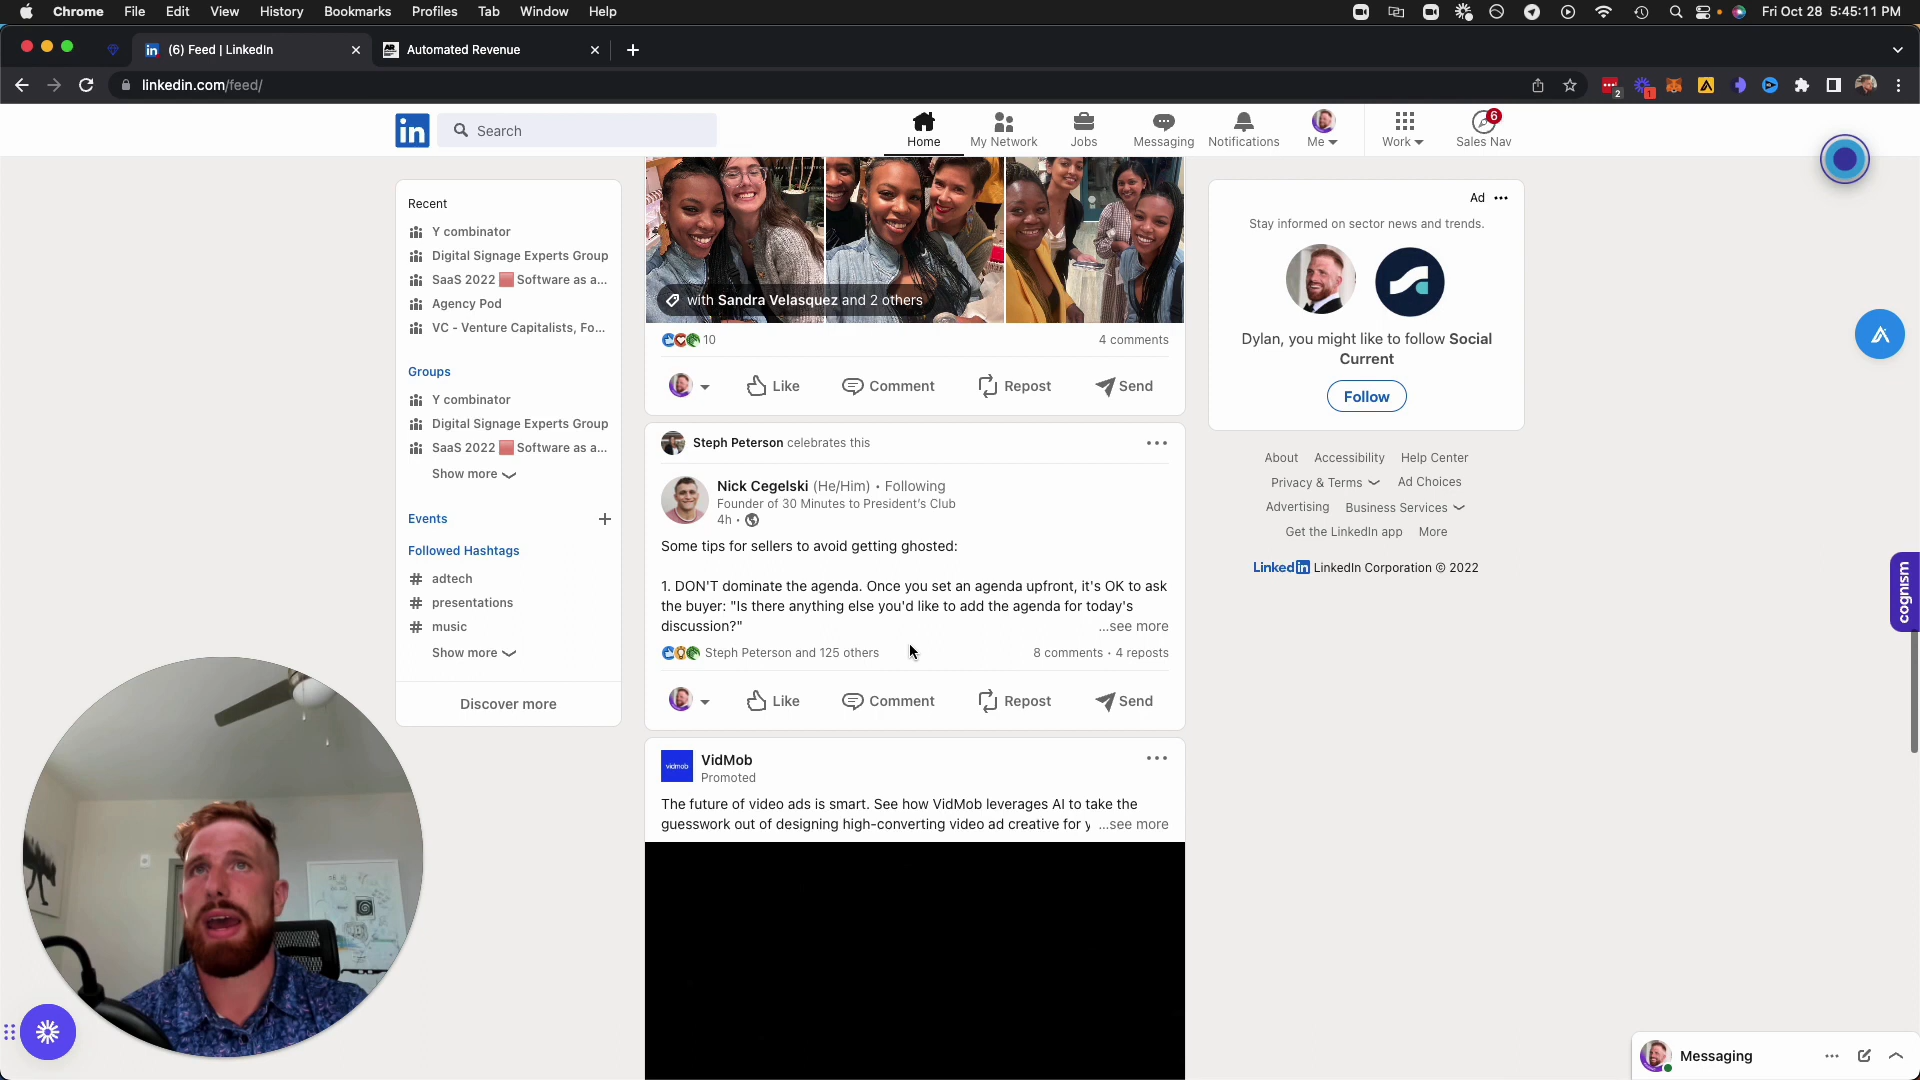 Chrome File Edit View History Bookmarks Profiles Tab Window Help
Fri Oct 28 5:45:11 PM
(6) Feed | LinkedIn
Automated Revenue
linkedin.com/feed/
2
1
in
Search
Home
My Network
Jobs
Messaging
Notifications
Me
Work
6
Sales Nav
Recent
Y combinator
Digital Signage Experts Group
SaaS 2022 🟥 Software as a...
Agency Pod
VC - Venture Capitalists, Fo...
Groups
Y combinator
Digital Signage Experts Group
SaaS 2022 🟥 Software as a...
Show more
Events
Followed Hashtags
# adtech
# presentations
# music
Show more
Discover more
with Sandra Velasquez and 2 others
10
4 comments
Like
Comment
Repost
Send
Steph Peterson celebrates this
Nick Cegelski (He/Him) • Following
Founder of 30 Minutes to President's Club
4h •
Some tips for sellers to avoid getting ghosted:
1. DON'T dominate the agenda. Once you set an agenda upfront, it's OK to ask
the buyer: "Is there anything else you'd like to add the agenda for today's
discussion?"
...see more
Steph Peterson and 125 others
8 comments • 4 reposts
Like
Comment
Repost
Send
vidmob
VidMob
Promoted
The future of video ads is smart. See how VidMob leverages AI to take the
guesswork out of designing high-converting video ad creative for
...see more
Ad
Stay informed on sector news and trends.
Dylan, you might like to follow Social
Current
Follow
About Accessibility Help Center
Privacy & Terms Ad Choices
Advertising Business Services
Get the LinkedIn app More
LinkedIn LinkedIn Corporation © 2022
cognism
Messaging